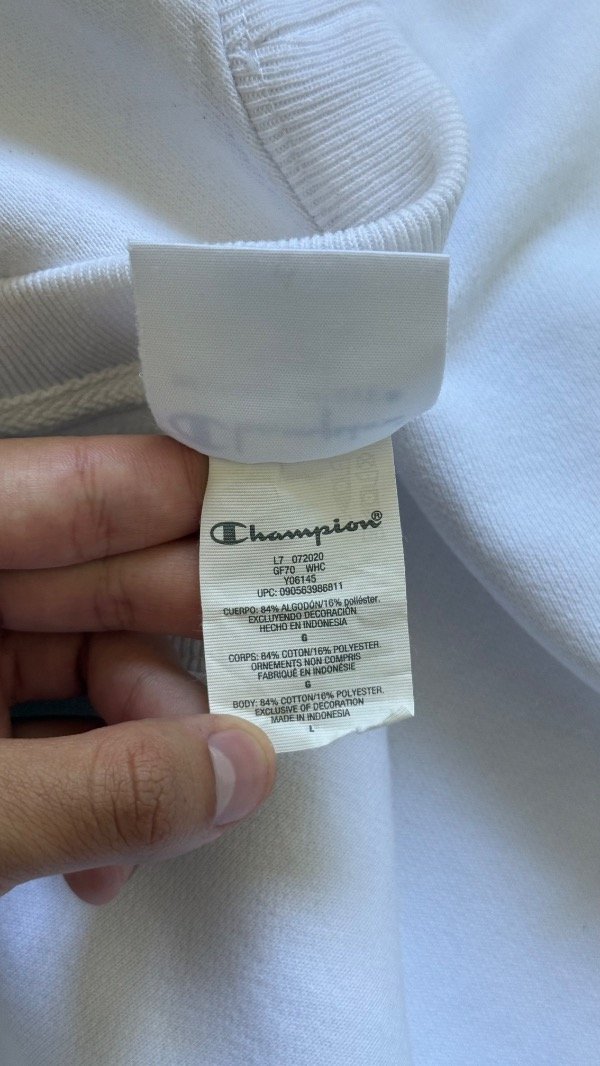 Champion®
L7 072020
GF70 WHC
Y06145
UPC: 090563986811
CUERPO: 84% ALGODÓN/16% poliéster.
EXCLUYENDO DECORACIÓN
HECHO EN INDONESIA
G
CORPS: 84% COTON/16% POLYESTER.
ORNEMENTS NON COMPRIS
FABRIQUÉ EN INDONÉSIE
G
BODY: 84% COTTON/16% POLYESTER.
EXCLUSIVE OF DECORATION
MADE IN INDONESIA
L